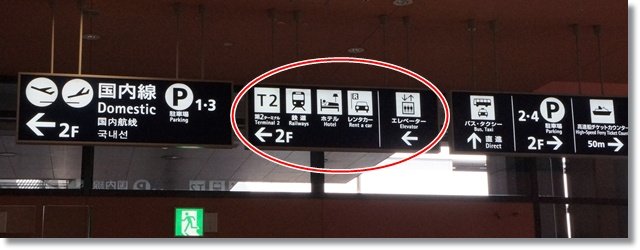 国内線
Domestic
国内航线
국내선
← 2F
P 1・3
駐車場
Parking
T2
第2ターミナル
Terminal 2
鉄道
Railways
ホテル
Hotel
レンタカー
Rent a car
← 2F
エレベーター
Elevator
←
バス・タクシー
Bus, Taxi
↑ 直進
Direct
2・4 P
駐車場
Parking
2F →
高速船チケットカウンター
High-Speed Ferry Ticket Counter
50m →